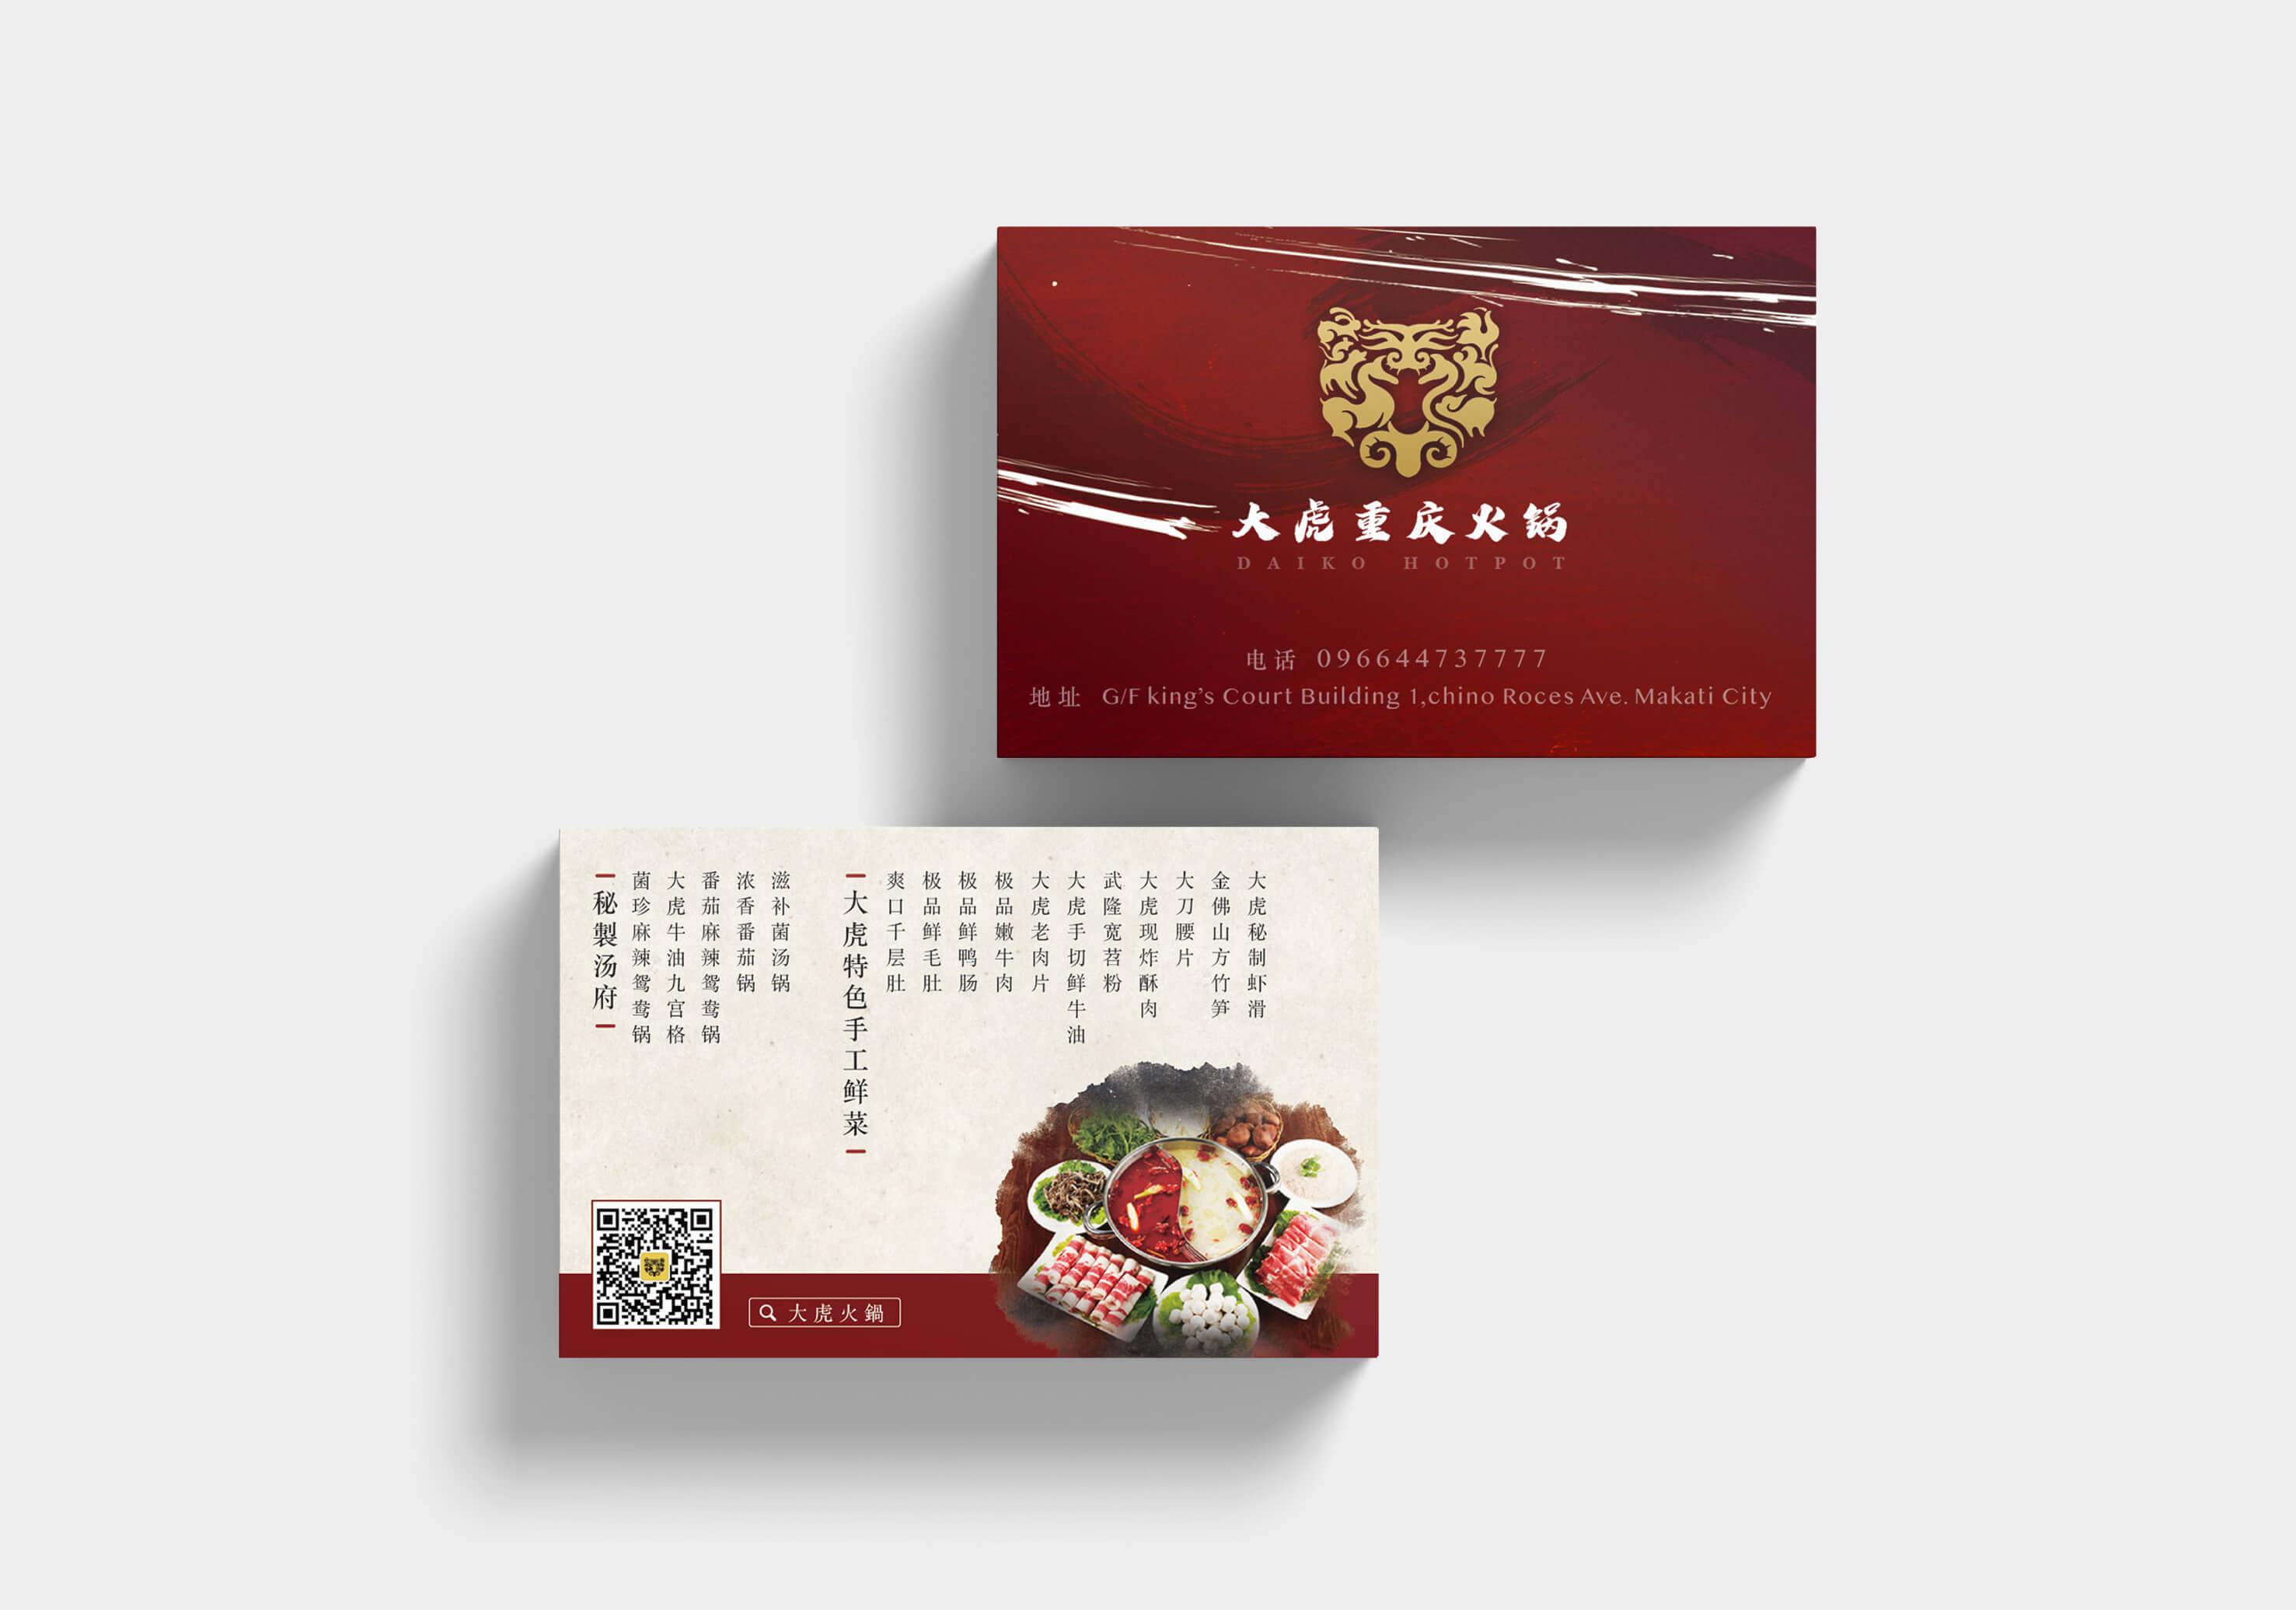 大虎重庆火锅
DAIKO HOTPOT
电话 096644737777
地址 G/F king's Court Building 1,chino Roces Ave. Makati City
秘製汤府
菌珍麻辣鸳鸯锅
大虎牛油九宫格
番茄麻辣鸳鸯锅
浓香番茄锅
滋补菌汤锅
大虎特色手工鲜菜
爽口千层肚
极品鲜毛肚
极品鲜鸭肠
极品嫩牛肉
大虎老肉片
大虎手切鲜牛油
武隆宽苕粉
大虎现炸酥肉
大刀腰片
金佛山方竹笋
大虎秘制虾滑
大虎火鍋